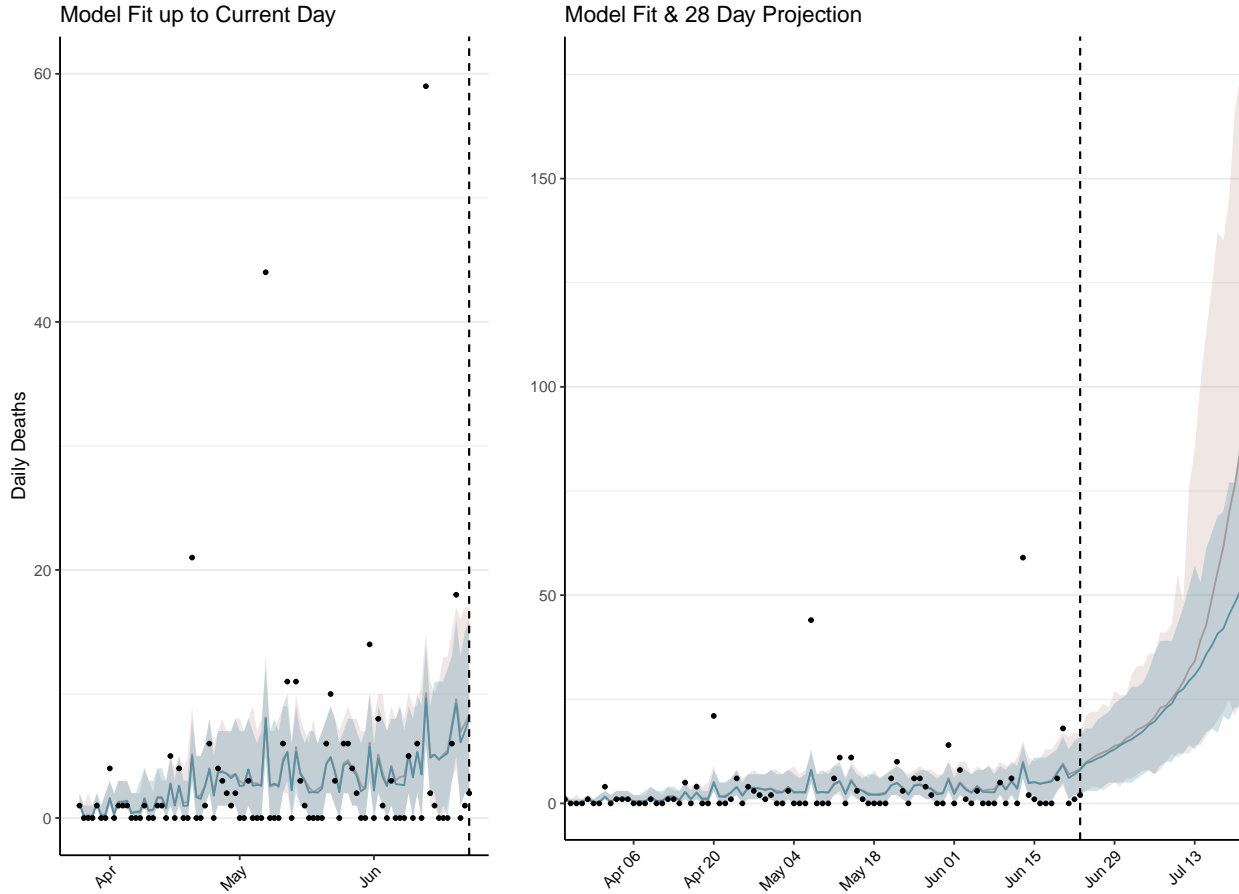 Model Fit up to Current Day
Daily Deaths
60
40
20
0
Apr
May
Jun
Model Fit & 28 Day Projection
150
100
50
0
Apr 06
Apr 20
May 04
May 18
Jun 01
Jun 15
Jun 29
Jul 13